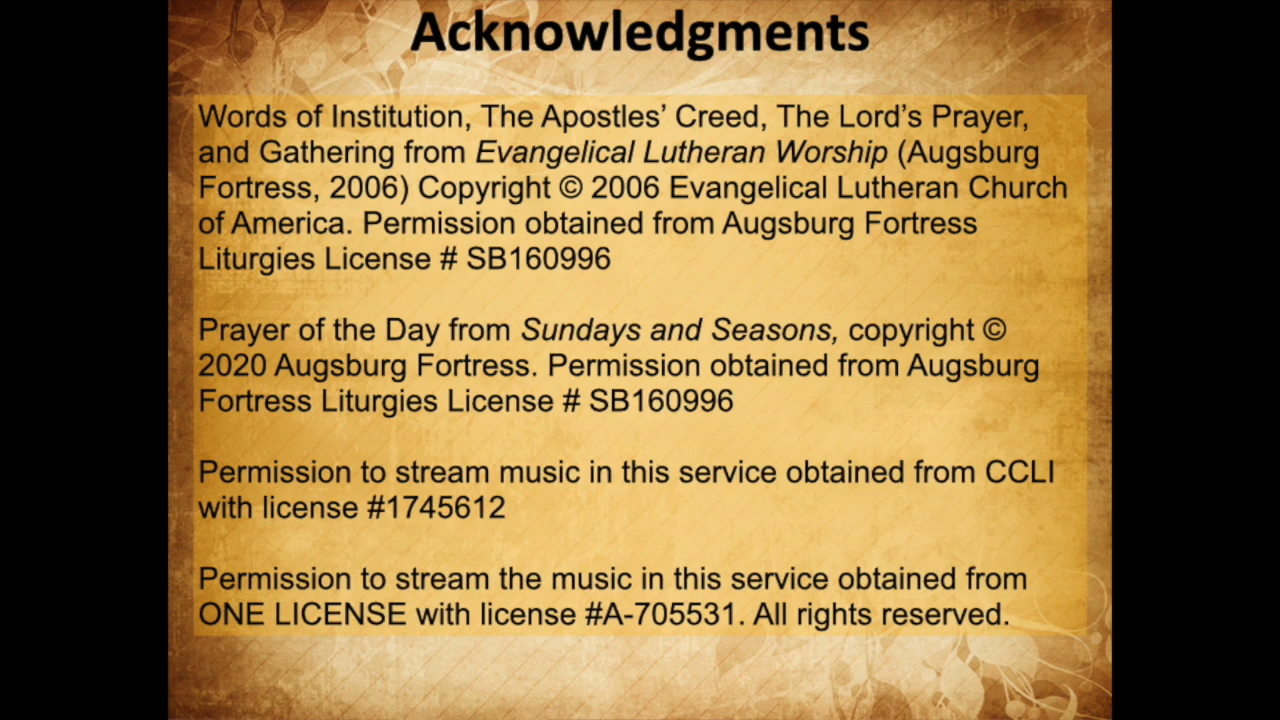 Acknowledgments
Words of Institution, The Apostles’ Creed, The Lord’s Prayer,
and Gathering from Evangelical Lutheran Worship (Augsburg
Fortress, 2006) Copyright © 2006 Evangelical Lutheran Church
of America. Permission obtained from Augsburg Fortress
Liturgies License # SB160996
Prayer of the Day from Sundays and Seasons, copyright ©
2020 Augsburg Fortress. Permission obtained from Augsburg
Fortress Liturgies License # SB160996
Permission to stream music in this service obtained from CCLI
with license #1745612
Permission to stream the music in this service obtained from
ONE LICENSE with license #A-705531. All rights reserved.